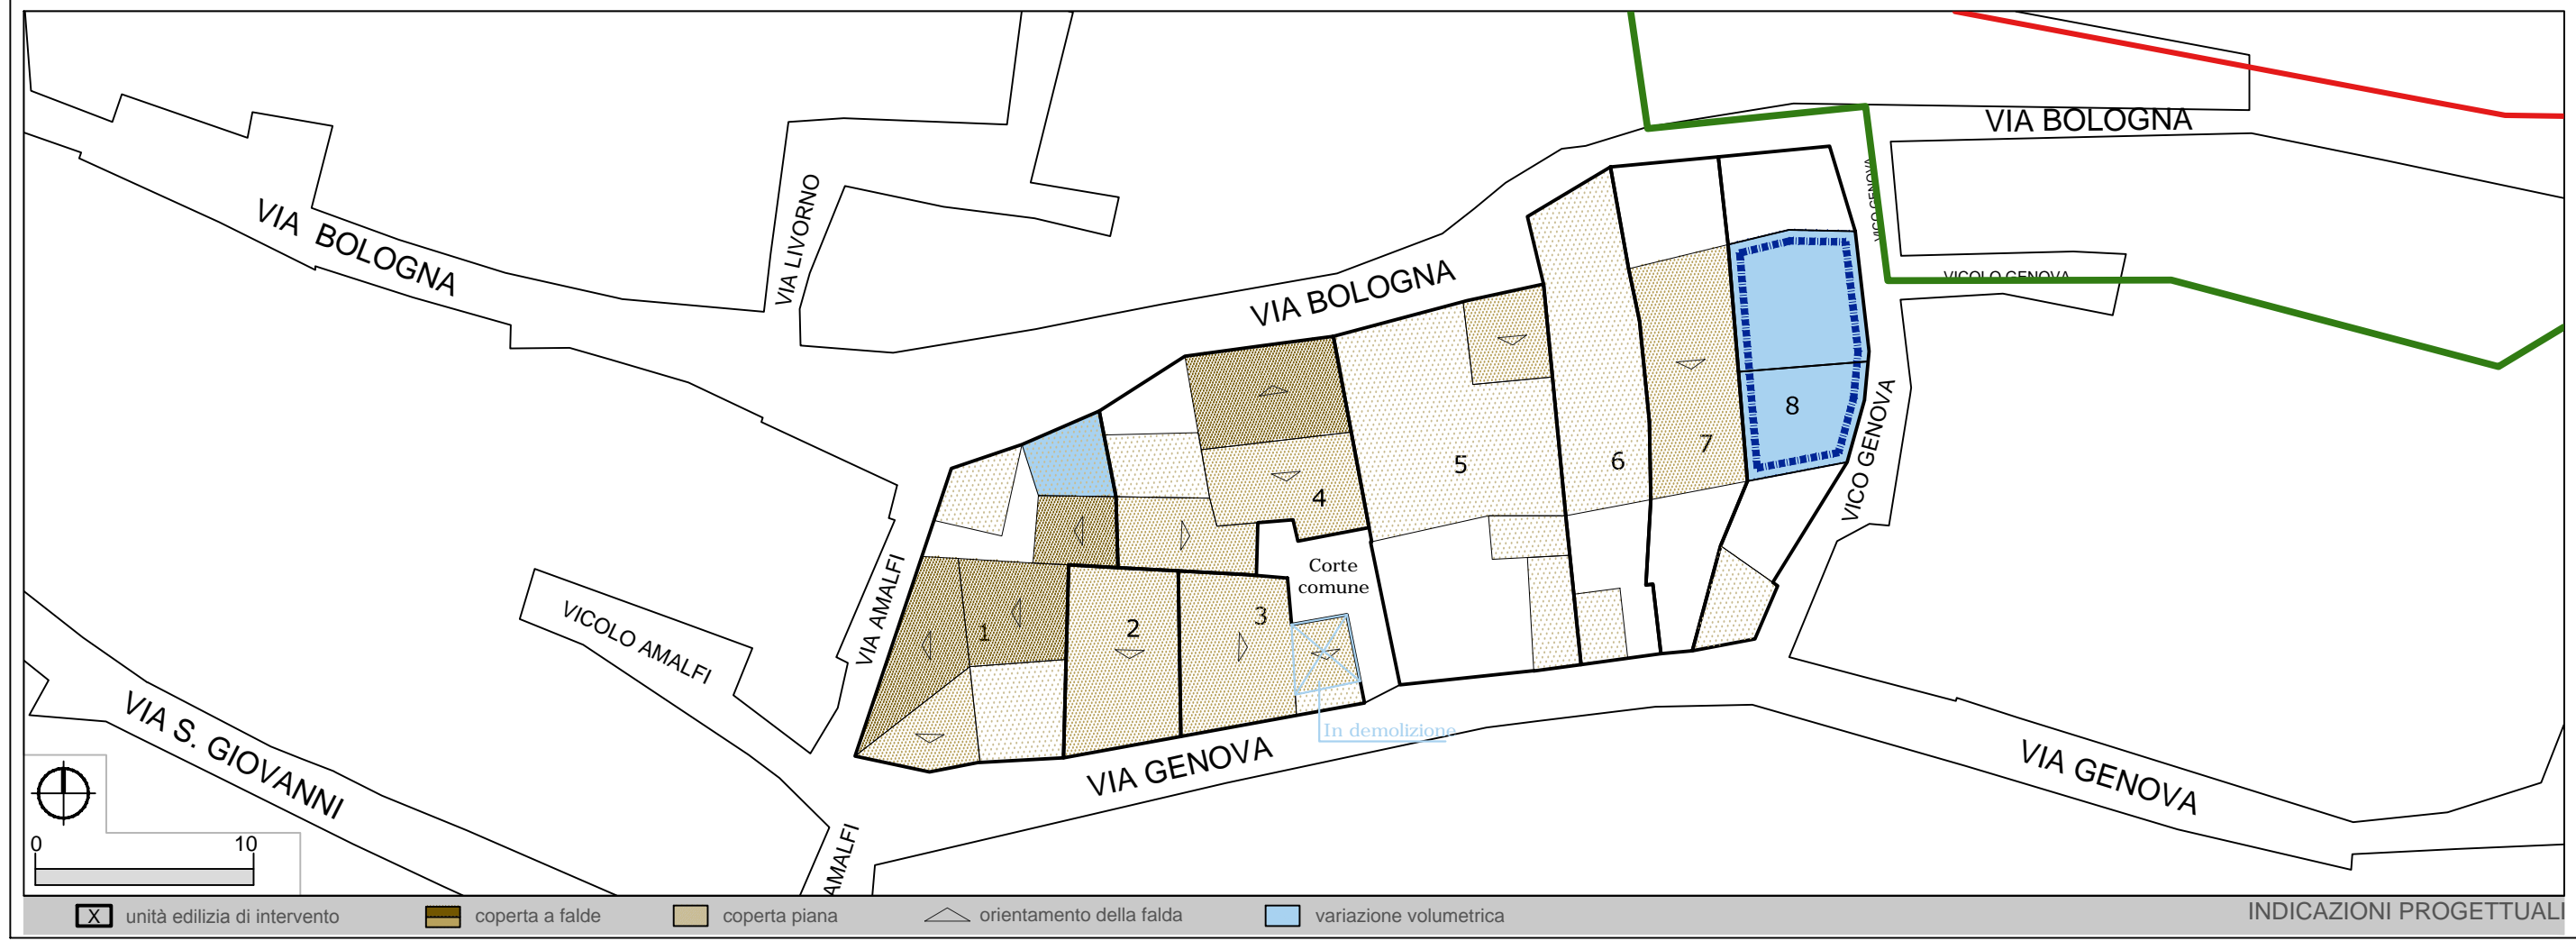 VIA BOLOGNA
VICO GENOVA
VIA LIVORNO
VIA BOLOGNA
VIA BOLOGNA
VICOLO GENOVA
8
7
6
5
4
VICO GENOVA
Corte
comune
VIA AMALFI
VICOLO AMALFI
1
2
3
In demolizione
VIA S. GIOVANNI
VIA GENOVA
VIA GENOVA
AMALFI
0 10
X unità edilizia di intervento coperta a falde coperta piana orientamento della falda variazione volumetrica INDICAZIONI PROGETTUALI